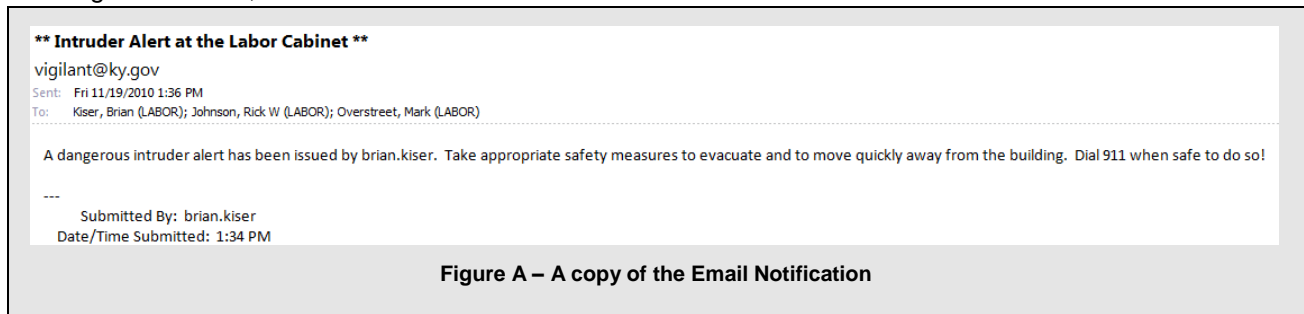 ** Intruder Alert at the Labor Cabinet **
vigilant@ky.gov
Sent: Fri 11/19/2010 1:36 PM
To: Kiser, Brian (LABOR); Johnson, Rick W (LABOR); Overstreet, Mark (LABOR)
A dangerous intruder alert has been issued by brian.kiser. Take appropriate safety measures to evacuate and to move quickly away from the building. Dial 911 when safe to do so!
---
Submitted By: brian.kiser
Date/Time Submitted: 1:34 PM
Figure A – A copy of the Email Notification